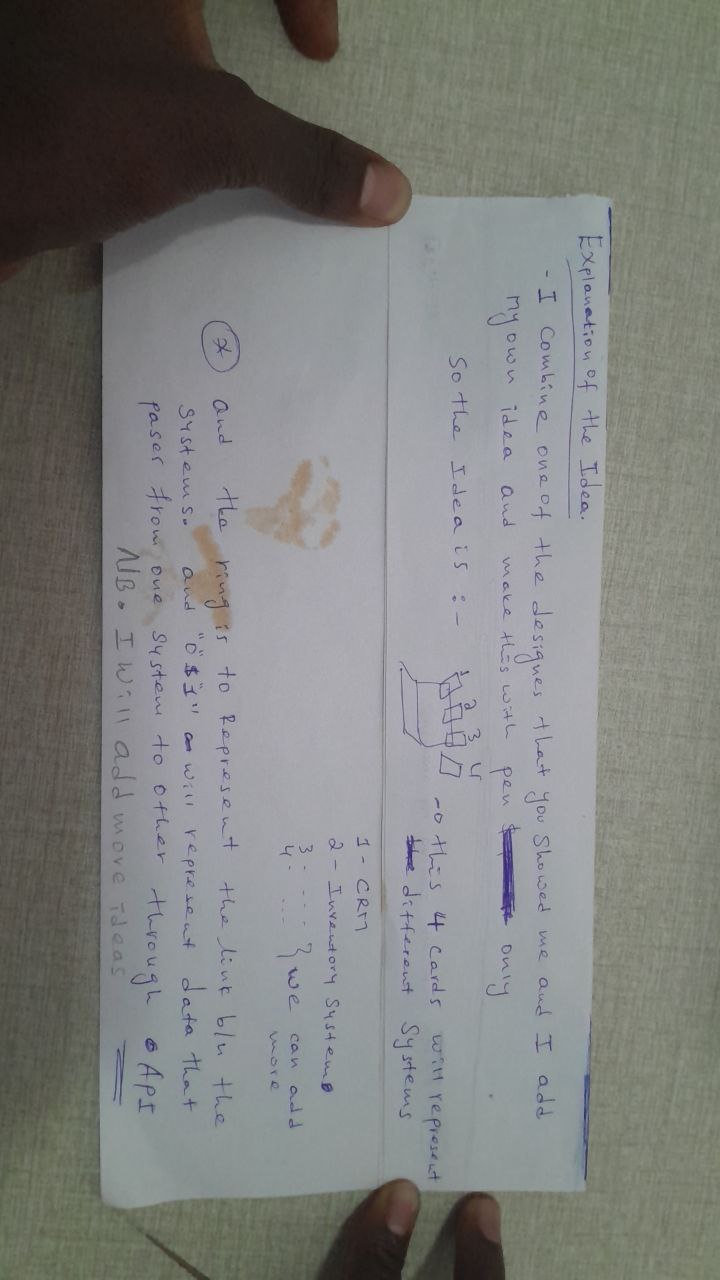 Explanation of the Idea.
- I Combine one of the designes that you showed me and I add
my own idea and make this with pen only
So the Idea is :-
1 2 3 4
-o this 4 cards will represent
different Systems
1 - CRM
2 - Inventory Systems
3 - ....
4. ... } we can add
more
* and the ring is to Represent the link b/n the
Systems. and "0 $ 1" will represent data that
paser from one System to other through API
NB. I will add more ideas